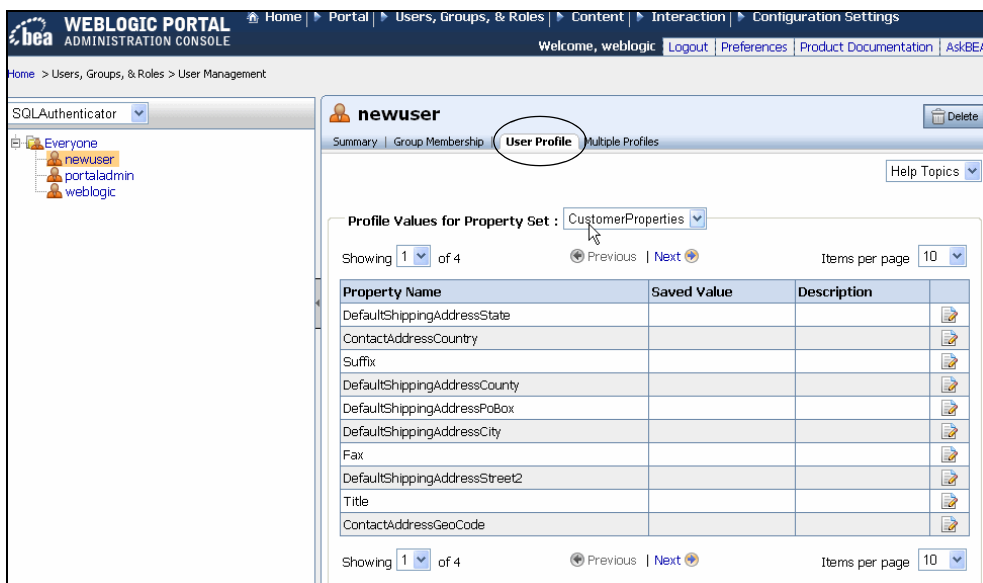 Home | Portal | Users, Groups, & Roles | Content | Interaction | Configuration Settings
bea WEBLOGIC PORTAL
ADMINISTRATION CONSOLE
Welcome, weblogic Logout Preferences Product Documentation AskBEA
Home > Users, Groups, & Roles > User Management
SQLAuthenticator
Everyone
newuser
portaladmin
weblogic
newuser
Delete
Summary | Group Membership | User Profile Multiple Profiles
Help Topics
Profile Values for Property Set : CustomerProperties
Showing 1 of 4 Previous | Next Items per page 10
Property Name Saved Value Description
DefaultShippingAddressState
ContactAddressCountry
Suffix
DefaultShippingAddressCounty
DefaultShippingAddressPoBox
DefaultShippingAddressCity
Fax
DefaultShippingAddressStreet2
Title
ContactAddressGeoCode
Showing 1 of 4 Previous | Next Items per page 10